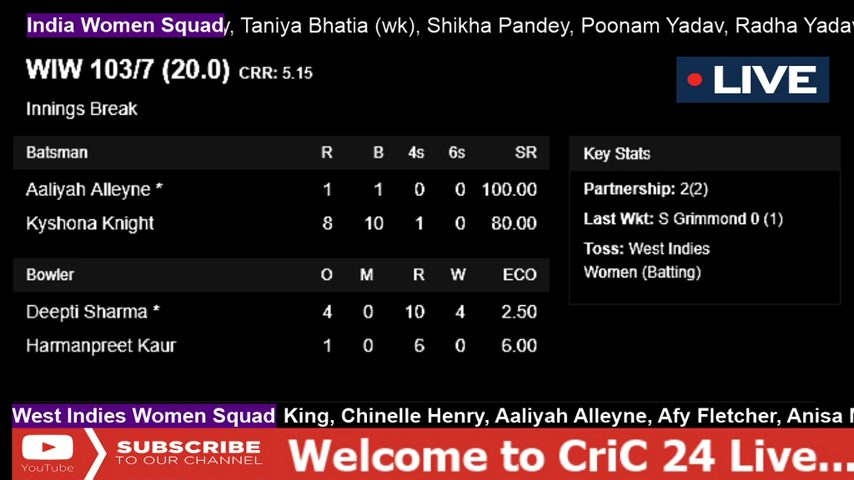 India Women Squad, Taniya Bhatia (wk), Shikha Pandey, Poonam Yadav, Radha Yadav
WIW 103/7 (20.0) CRR: 5.15
LIVE
Innings Break
Batsman R B 4s 6s SR
Aaliyah Alleyne * 1 1 0 0 100.00
Kyshona Knight 8 10 1 0 80.00
Bowler O M R W ECO
Deepti Sharma * 4 0 10 4 2.50
Harmanpreet Kaur 1 0 6 0 6.00
Key Stats
Partnership: 2(2)
Last Wkt: S Grimmond 0 (1)
Toss: West Indies
Women (Batting)
West Indies Women Squad King, Chinelle Henry, Aaliyah Alleyne, Afy Fletcher, Anisa
YouTube
SUBSCRIBE
TO OUR CHANNEL
Welcome to CriC 24 Live...